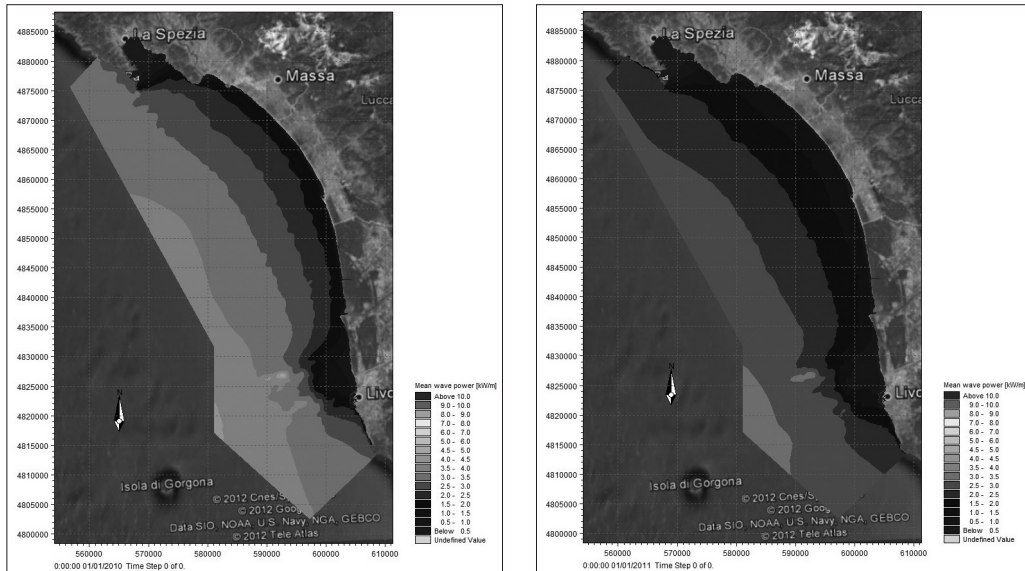 4885000
4880000
4875000
4870000
4865000
4860000
4855000
4850000
4845000
4840000
4835000
4830000
4825000
4820000
4815000
4810000
4805000
4800000
La Spezia
Massa
Lucca
Livo
N
Isola di Gorgona
© 2012 Cnes/S
© 2012 Goog
Data SIO, NOAA, U.S. Navy, NGA, GEBCO
© 2012 Tele Atlas
560000 570000 580000 590000 600000 610000
0:00:00 01/01/2010 Time Step 0 of 0.
Mean wave power [kW/m]
Above 10.0
9.0 - 10.0
8.0 - 9.0
7.0 - 8.0
6.0 - 7.0
5.0 - 6.0
4.5 - 5.0
4.0 - 4.5
3.5 - 4.0
3.0 - 3.5
2.5 - 3.0
2.0 - 2.5
1.5 - 2.0
1.0 - 1.5
0.5 - 1.0
Below 0.5
Undefined Value
4885000
4880000
4875000
4870000
4865000
4860000
4855000
4850000
4845000
4840000
4835000
4830000
4825000
4820000
4815000
4810000
4805000
4800000
La Spezia
Massa
Lucca
Livo
N
Isola di Gorgona
© 2012 Cnes/Sp
© 2012 Goog
Data SIO, NOAA, U.S. Navy, NGA, GEBCO
© 2012 Tele Atlas
560000 570000 580000 590000 600000 610000
0:00:00 01/01/2011 Time Step 0 of 0.
Mean wave power [kW/m]
Above 10.0
9.0 - 10.0
8.0 - 9.0
7.0 - 8.0
6.0 - 7.0
5.0 - 6.0
4.5 - 5.0
4.0 - 4.5
3.5 - 4.0
3.0 - 3.5
2.5 - 3.0
2.0 - 2.5
1.5 - 2.0
1.0 - 1.5
0.5 - 1.0
Below 0.5
Undefined Value